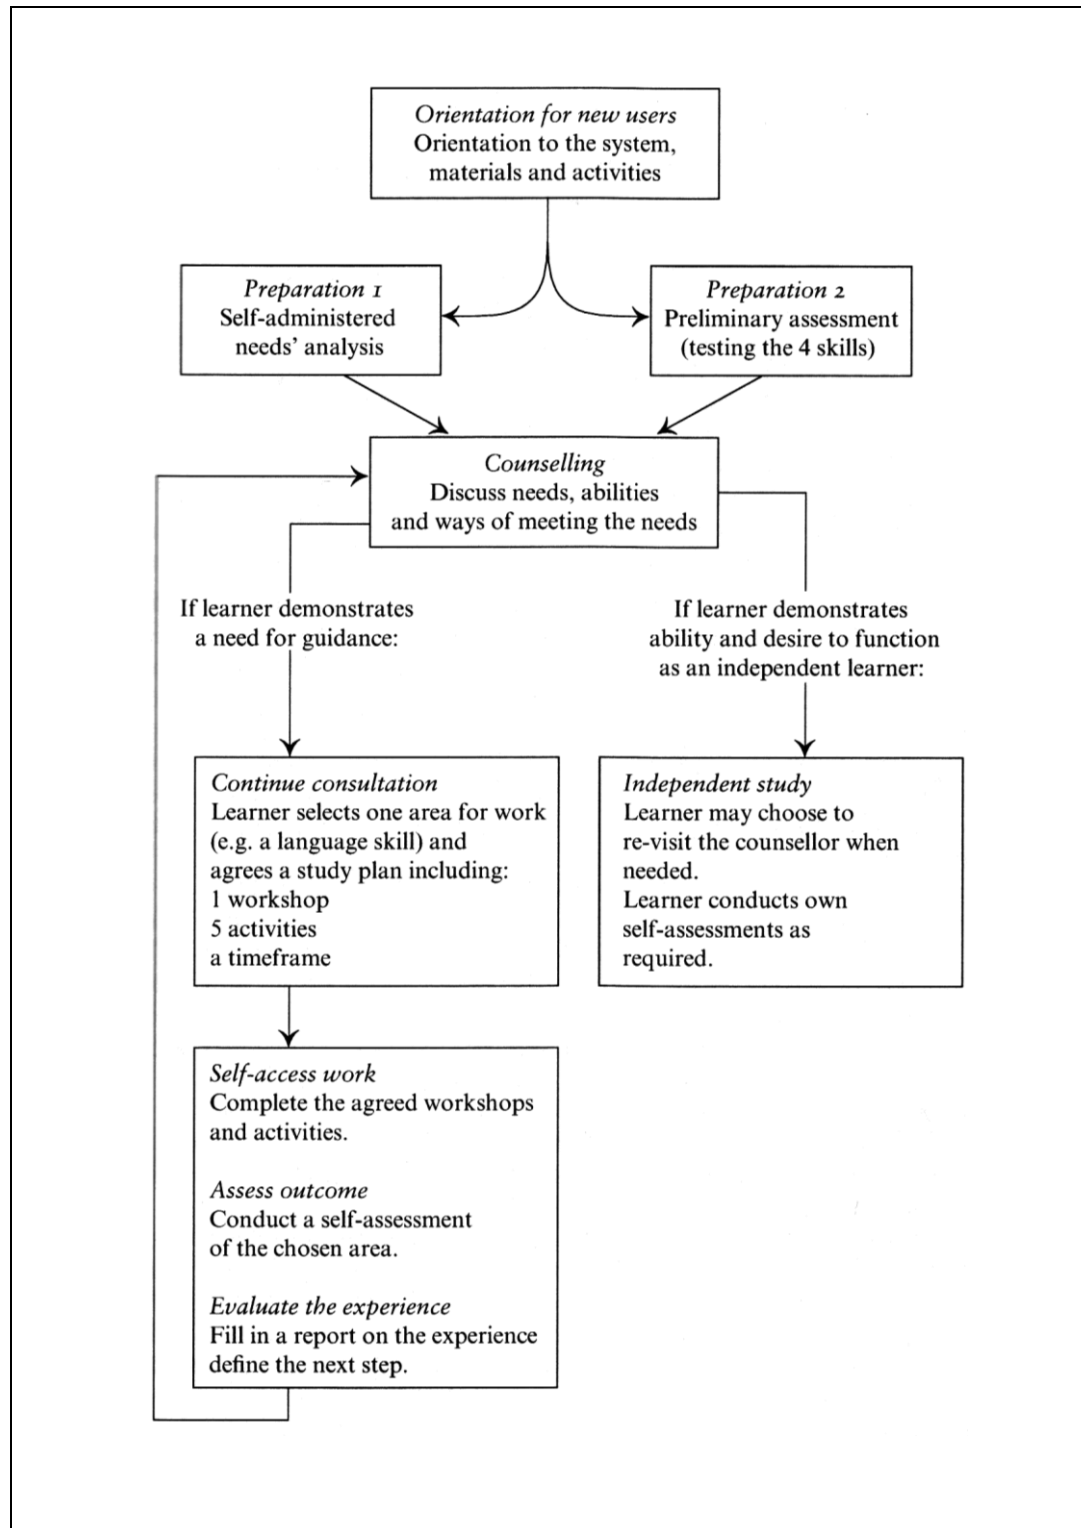 Orientation for new users
Orientation to the system,
materials and activities
Preparation 1
Self-administered
needs' analysis
Preparation 2
Preliminary assessment
(testing the 4 skills)
Counselling
Discuss needs, abilities
and ways of meeting the needs
If learner demonstrates
a need for guidance:
If learner demonstrates
ability and desire to function
as an independent learner:
Continue consultation
Learner selects one area for work
(e.g. a language skill) and
agrees a study plan including:
1 workshop
5 activities
a timeframe
Independent study
Learner may choose to
re-visit the counsellor when
needed.
Learner conducts own
self-assessments as
required.
Self-access work
Complete the agreed workshops
and activities.
Assess outcome
Conduct a self-assessment
of the chosen area.
Evaluate the experience
Fill in a report on the experience
define the next step.